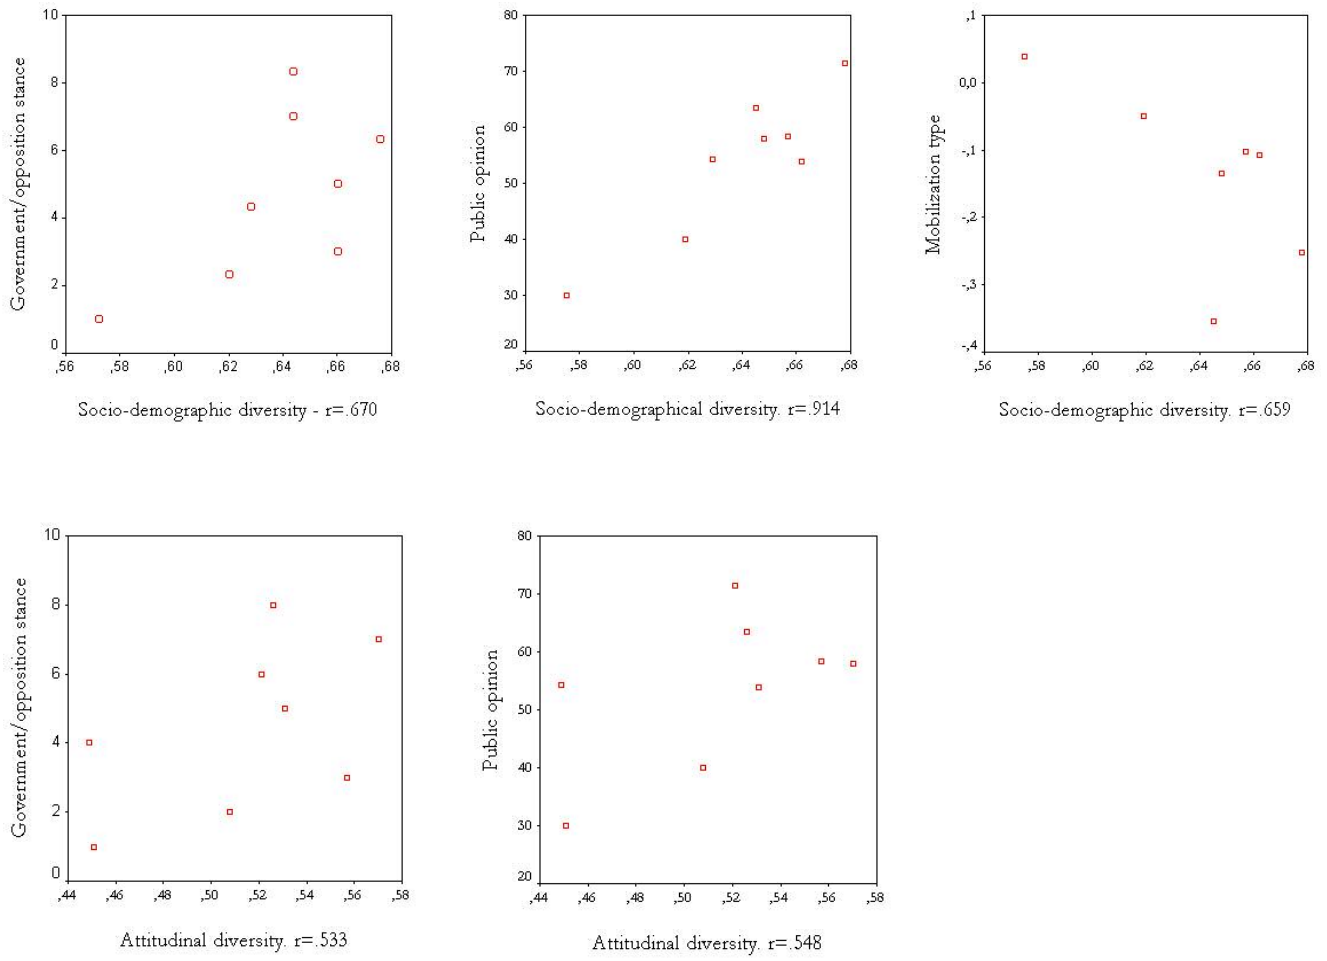 Government/opposition stance
10
8
6
4
2
0
,56 ,58 ,60 ,62 ,64 ,66 ,68
Socio-demographic diversity - r=.670
Public opinion
80
70
60
50
40
30
20
,56 ,58 ,60 ,62 ,64 ,66 ,68
Socio-demographical diversity. r=.914
Mobilization type
,1
0,0
-,1
-,2
-,3
-,4
,56 ,58 ,60 ,62 ,64 ,66 ,68
Socio-demographic diversity. r=.659
Government/opposition stance
10
8
6
4
2
0
,44 ,46 ,48 ,50 ,52 ,54 ,56 ,58
Attitudinal diversity. r=.533
Public opinion
80
70
60
50
40
30
20
,44 ,46 ,48 ,50 ,52 ,54 ,56 ,58
Attitudinal diversity. r=.548